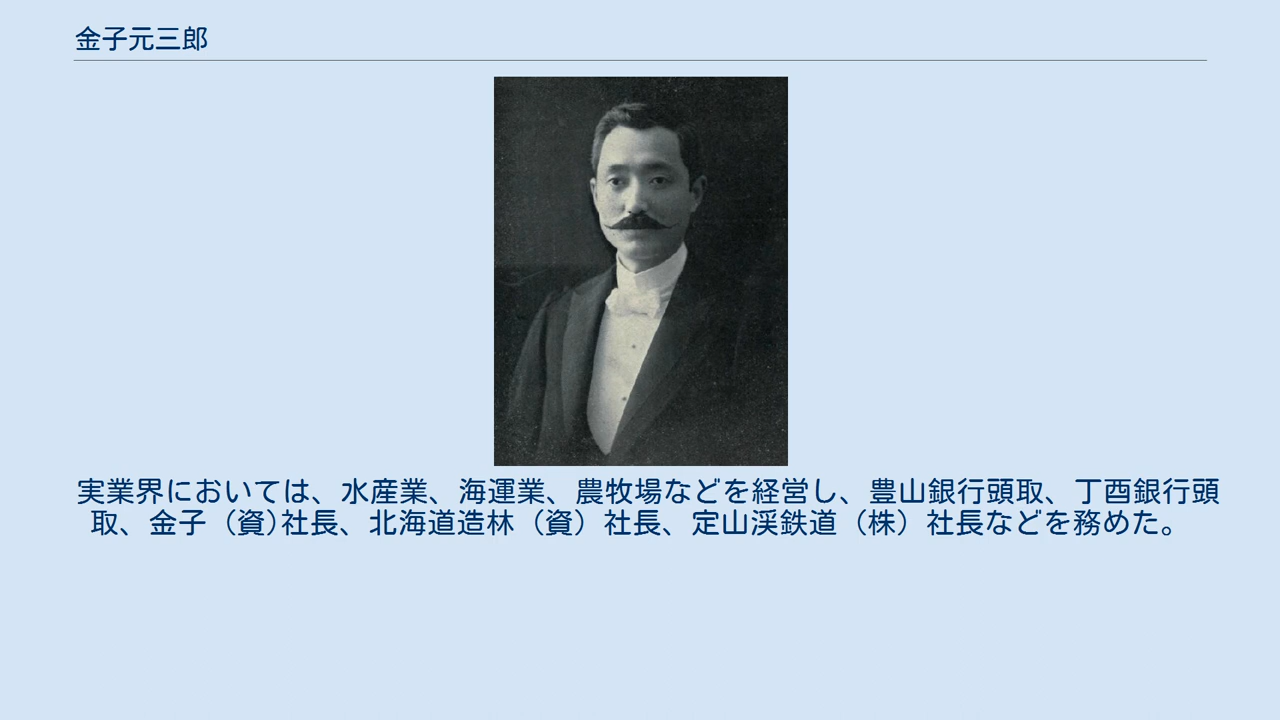 金子元三郎
実業界においては、水産業、海運業、農牧場などを経営し、豊山銀行頭取、丁酉銀行頭
取、金子（資)社長、北海道造林（資）社長、定山渓鉄道（株）社長などを務めた。